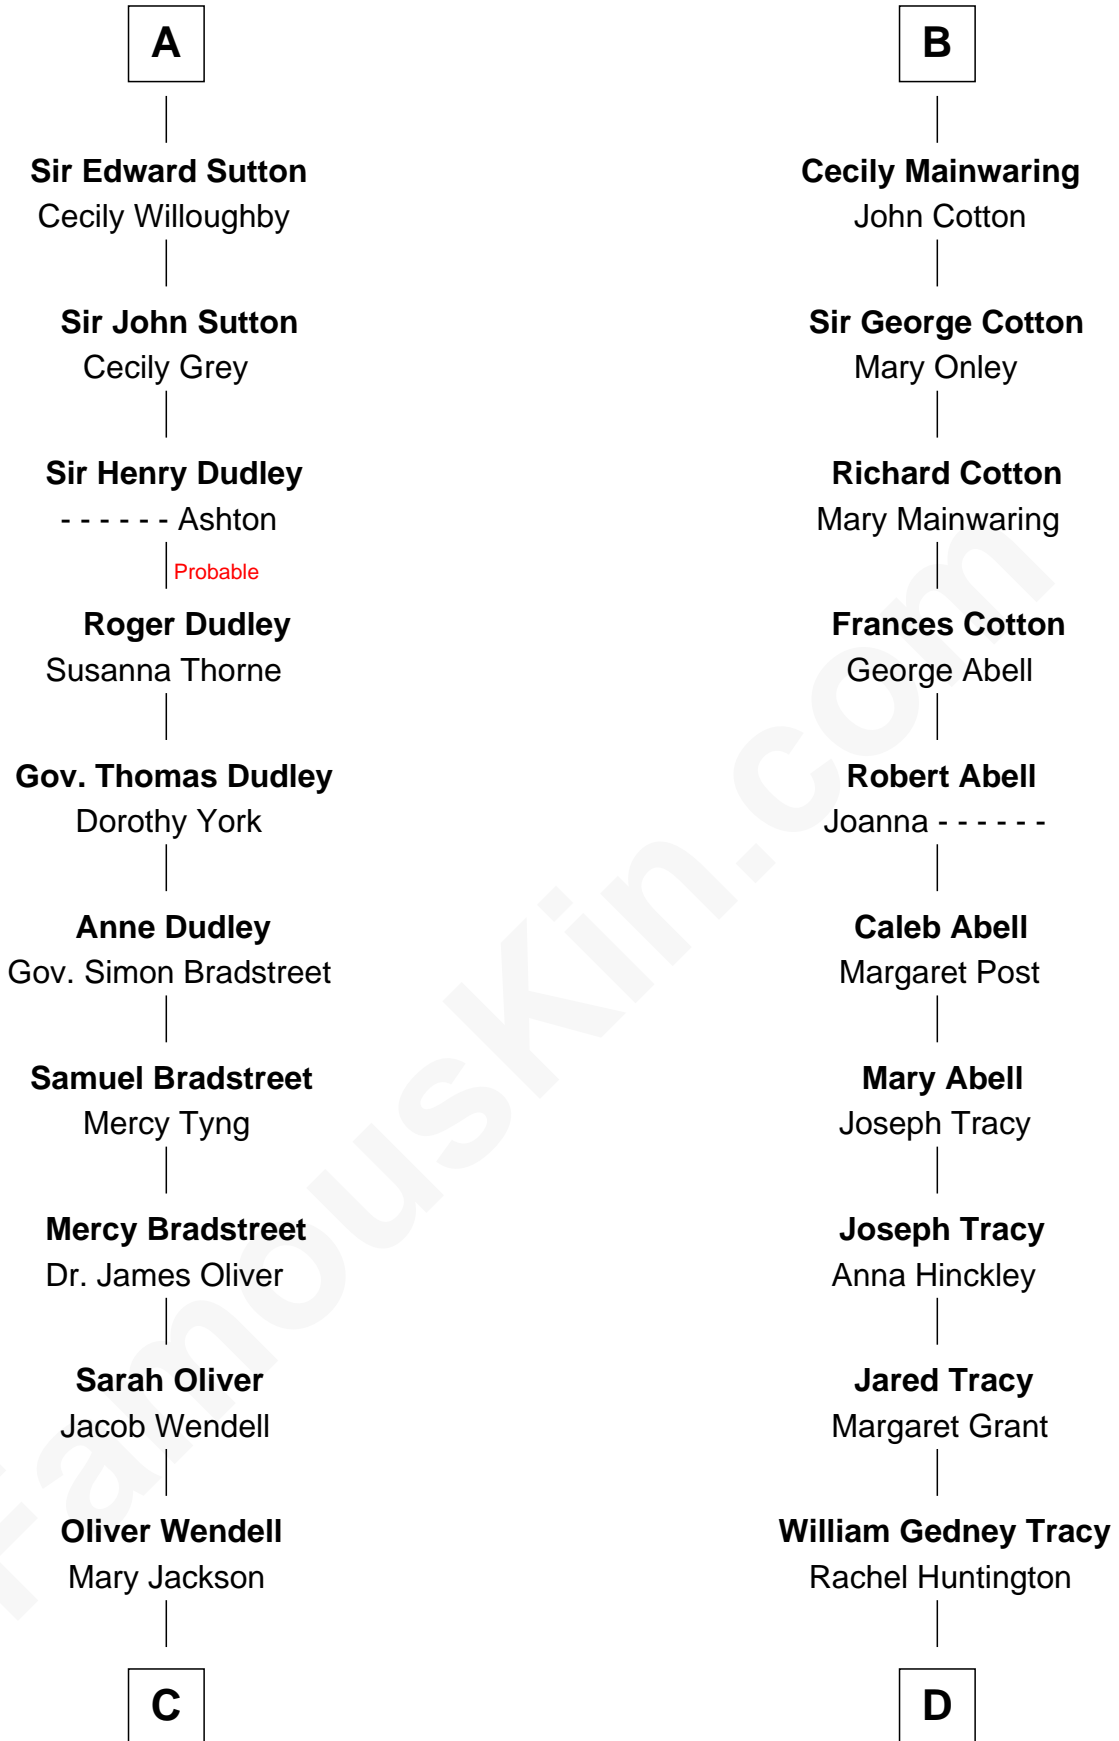 A
Sir Edward Sutton
Cecily Willoughby
Sir John Sutton
Cecily Grey
Sir Henry Dudley
- - - - - - Ashton
Probable
Roger Dudley
Susanna Thorne
Gov. Thomas Dudley
Dorothy York
Anne Dudley
Gov. Simon Bradstreet
Samuel Bradstreet
Mercy Tyng
Mercy Bradstreet
Dr. James Oliver
Sarah Oliver
Jacob Wendell
Oliver Wendell
Mary Jackson
C
B
Cecily Mainwaring
John Cotton
Sir George Cotton
Mary Onley
Richard Cotton
Mary Mainwaring
Frances Cotton
George Abell
Robert Abell
Joanna - - - - - -
Caleb Abell
Margaret Post
Mary Abell
Joseph Tracy
Joseph Tracy
Anna Hinckley
Jared Tracy
Margaret Grant
William Gedney Tracy
Rachel Huntington
D
FamousKin.com